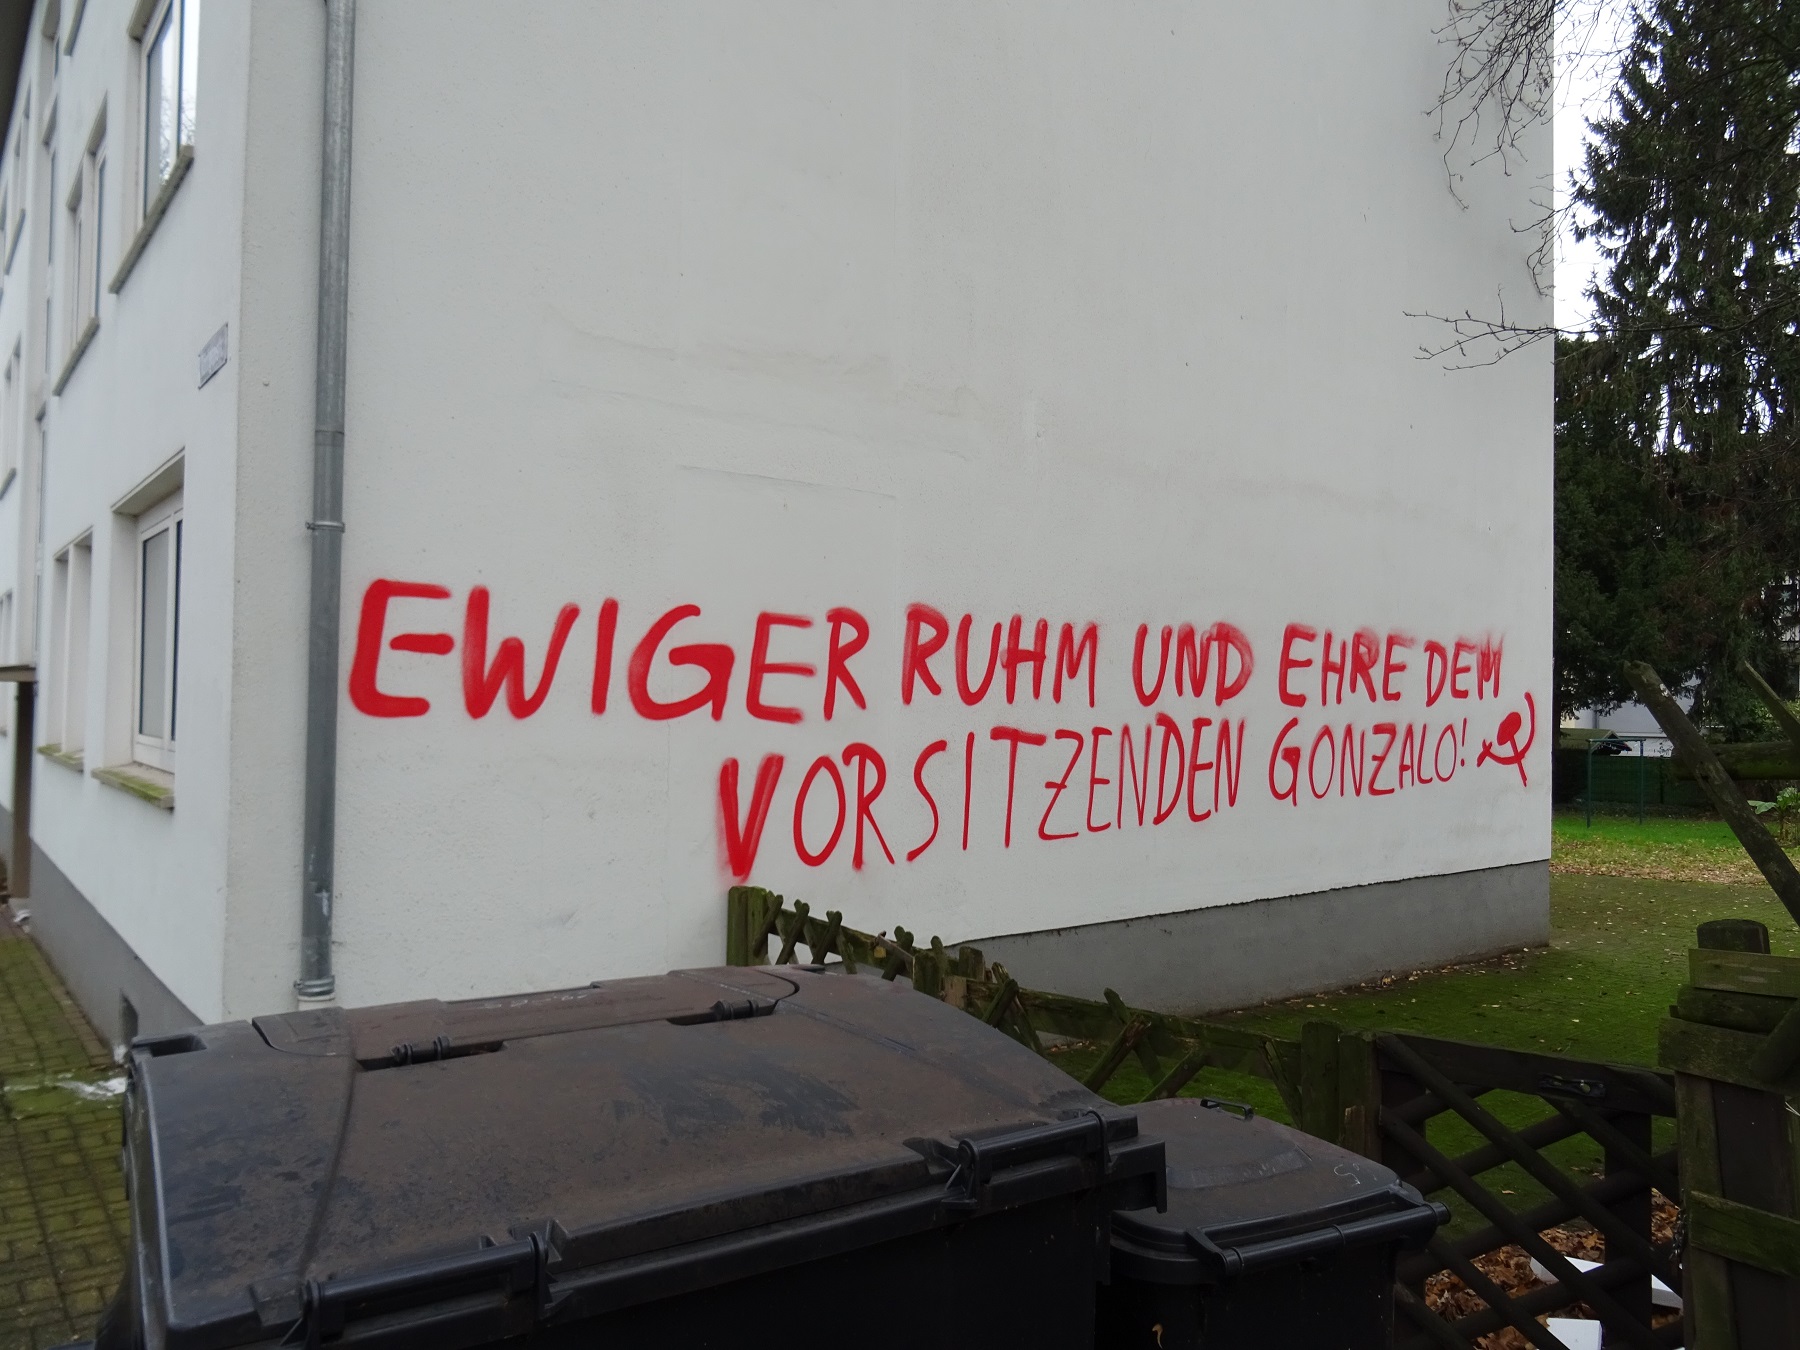 EWIGER RUHM UND EHRE DEM
VORSITZENDEN GONZALO!